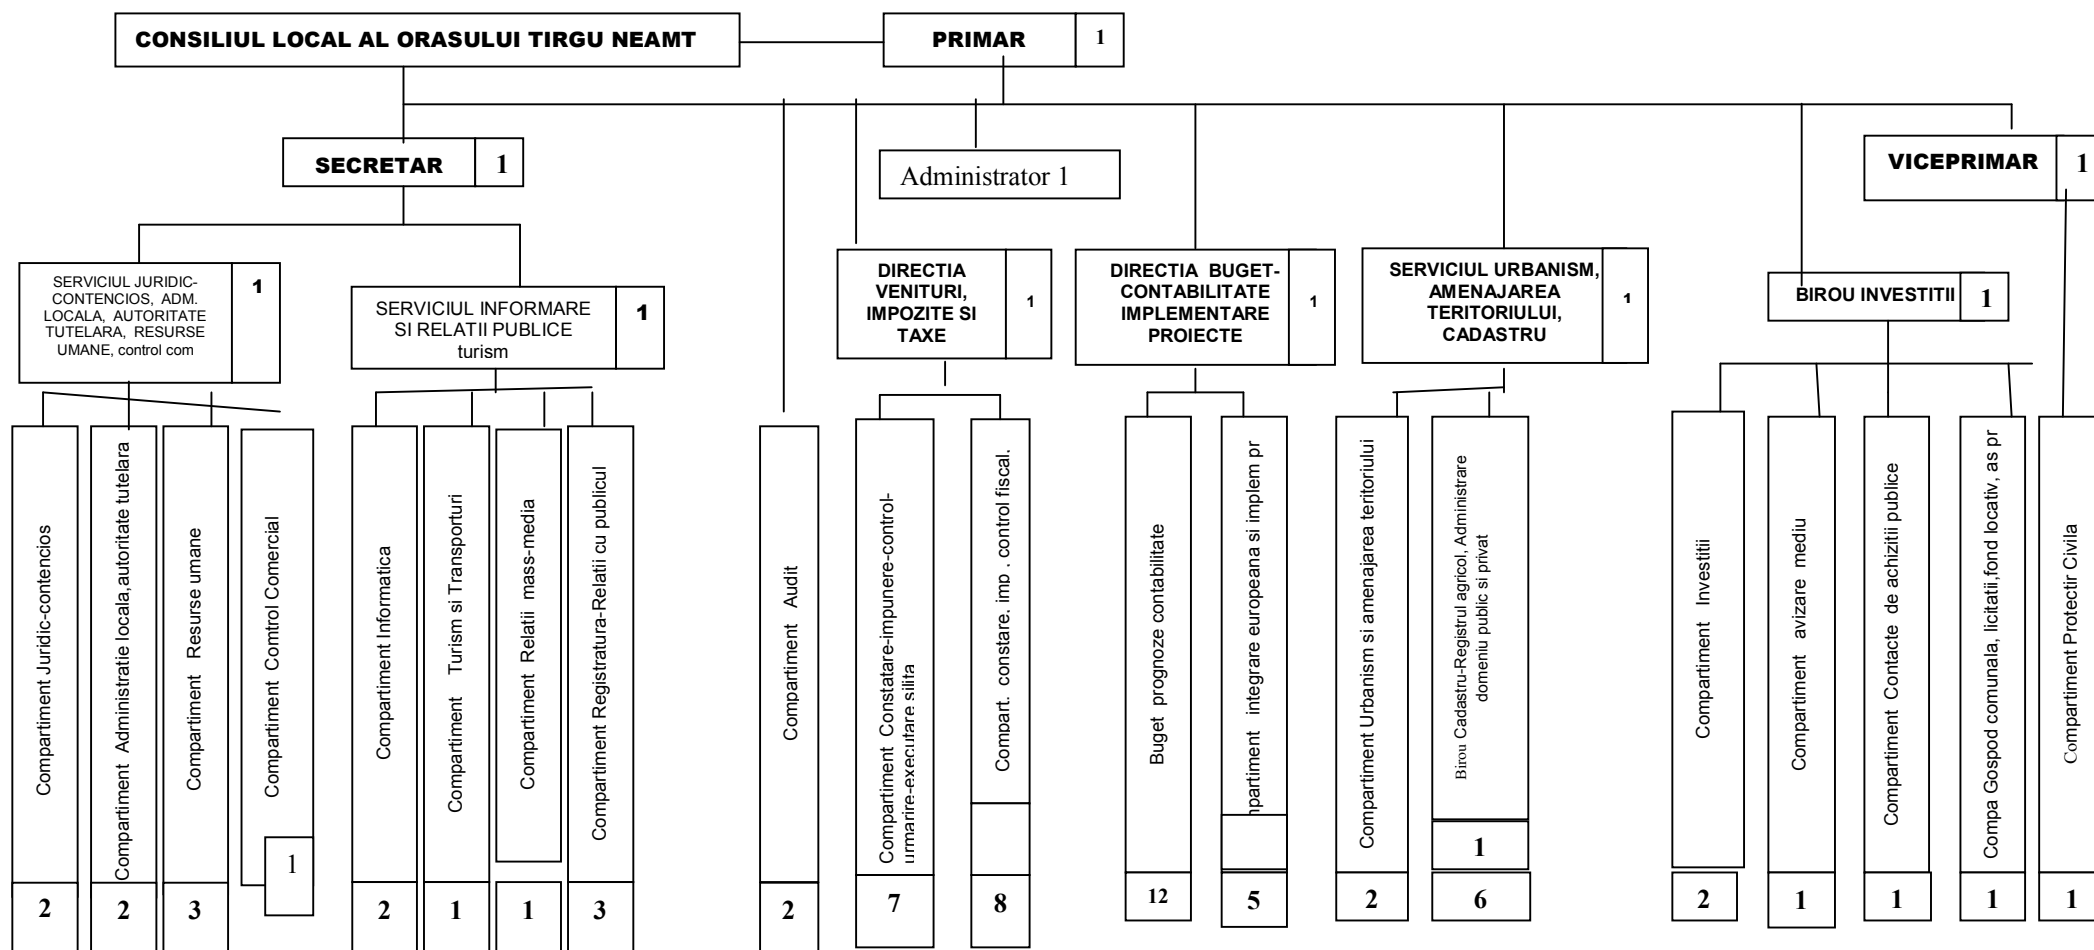 CONSILIUL LOCAL AL ORASULUI TIRGU NEAMT
PRIMAR 1
SECRETAR 1
Administrator 1
VICEPRIMAR 1
SERVICIUL JURIDIC-
CONTENCIOS, ADM.
LOCALA, AUTORITATE
TUTELARA, RESURSE
UMANE, control com
1
SERVICIUL INFORMARE
SI RELATII PUBLICE
turism
1
DIRECTIA
VENITURI,
IMPOZITE SI
TAXE
1
DIRECTIA BUGET-
CONTABILITATE
IMPLEMENTARE
PROIECTE
1
SERVICIUL URBANISM,
AMENAJAREA
TERITORIULUI,
CADASTRU
1
BIROU INVESTITII 1
Compartiment Juridic-contencios
2
Compartiment Administratie locala,autoritate tutelara
2
Compartiment Resurse umane
3
Compartiment Comtrol Comercial
1
Compartiment Informatica
2
Compartiment Turism si Transporturi
1
Compartiment Relatii mass-media
1
Compartiment Registratura-Relatii cu publicul
3
Compartiment Audit
2
Compartiment Constatare-impunere-control-
urmarire-executare silita
7
Compart. constare. imp . control fiscal.
8
Buget prognoze contabilitate
12
npartiment integrare europeana si implem pr
5
Compartiment Urbanism si amenajarea teritoriului
2
Birou Cadastru-Registrul agricol, Administrare
domeniu public si privat
1
6
Compartiment Investitii
2
Compartiment avizare mediu
1
Compartiment Contacte de achizitii publice
1
Compa Gospod comunala, licitatii,fond locativ, as pr
1
Compartiment Protectir Civila
1